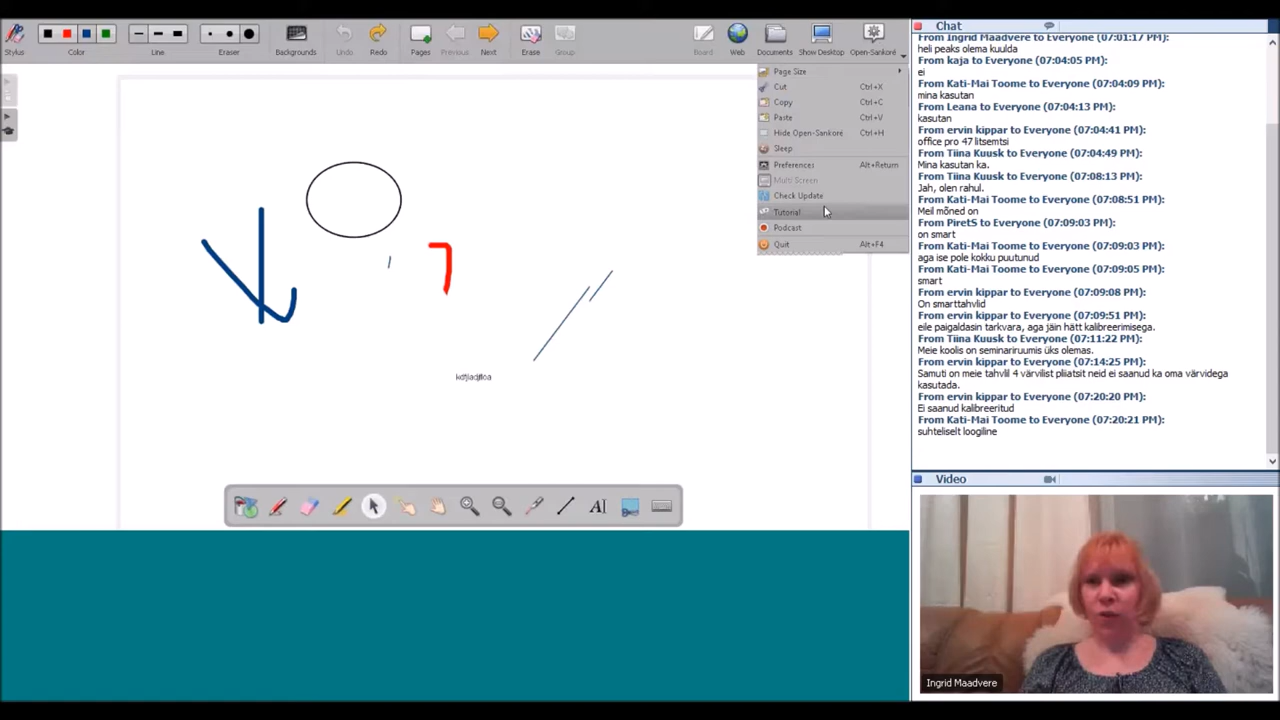 Stylus
Color
Line
Eraser
Backgrounds
Undo
Redo
Pages
Previous
Next
Erase
Group
Board
Web
Documents
Show Desktop
Open-Sankoré
Page Size
Cut Ctrl+X
Copy Ctrl+C
Paste Ctrl+V
Hide Open-Sankoré Ctrl+H
Sleep
Preferences Alt+Return
Multi Screen
Check Update
Tutorial
Podcast
Quit Alt+F4
Chat
From Ingrid Maadvere to Everyone (07:01:17 PM):
heli peaks olema kuulda
From kaja to Everyone (07:04:05 PM):
ei
From Kati-Mai Toome to Everyone (07:04:09 PM):
mina kasutan
From Leana to Everyone (07:04:13 PM):
kasutan
From ervin kippar to Everyone (07:04:41 PM):
office pro 47 litsemtsi
From Tiina Kuusk to Everyone (07:04:49 PM):
Mina kasutan ka.
From Tiina Kuusk to Everyone (07:08:13 PM):
Jah, olen rahul.
From Kati-Mai Toome to Everyone (07:08:51 PM):
Meil mõned on
From PiretS to Everyone (07:09:03 PM):
on smart
From Kati-Mai Toome to Everyone (07:09:03 PM):
aga ise pole kokku puutunud
From Kati-Mai Toome to Everyone (07:09:05 PM):
smart
From ervin kippar to Everyone (07:09:08 PM):
On smarttahvlid
From ervin kippar to Everyone (07:09:51 PM):
eile paigaldasin tarkvara, aga jäin hätt kalibreerimisega.
From Tiina Kuusk to Everyone (07:11:22 PM):
Meie koolis on seminariruumis üks olemas.
From ervin kippar to Everyone (07:14:25 PM):
Samuti on meie tahvlil 4 värvilist pliiatsit neid ei saanud ka oma värvidega
kasutada.
From ervin kippar to Everyone (07:20:20 PM):
Ei saanud kalibreeritud
From Kati-Mai Toome to Everyone (07:20:21 PM):
suhteliselt loogiline
AI
Video
Ingrid Maadvere